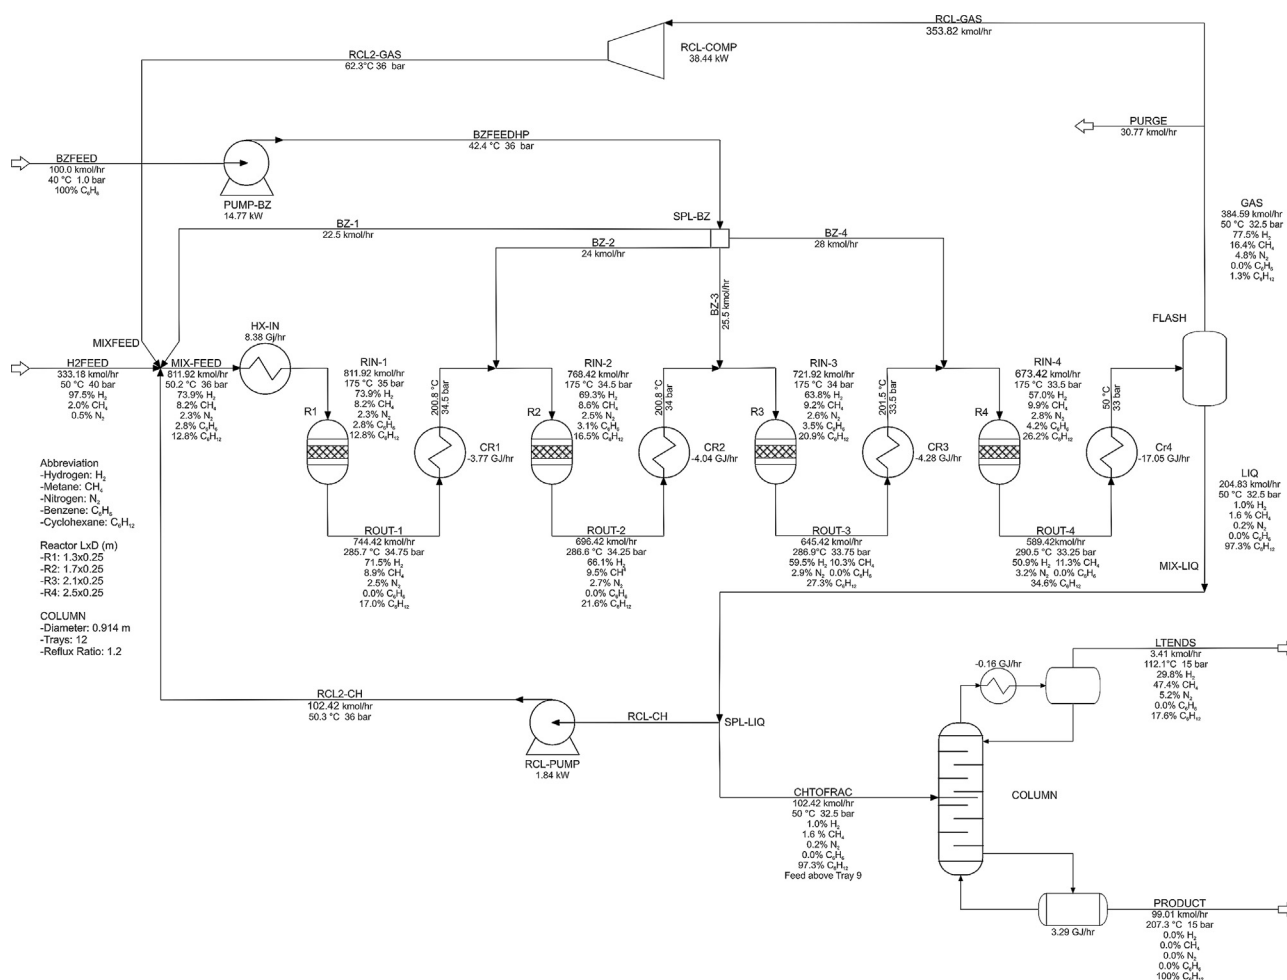 RCL-GAS
353.82 kmol/hr
RCL-COMP
38.44 kW
RCL2-GAS
62.3°C 36 bar
PURGE
30.77 kmol/hr
BZFEEDHP
42.4 °C 36 bar
BZFEED
100.0 kmol/hr
40 °C 1.0 bar
100% C₆H₆
PUMP-BZ
14.77 kW
GAS
384.59 kmol/hr
50 °C 32.5 bar
77.5% H₂
16.4% CH₄
4.8% N₂
0.0% C₆H₆
1.3% C₆H₁₂
SPL-BZ
BZ-1
22.5 kmol/hr
BZ-2
24 kmol/hr
BZ-4
28 kmol/hr
BZ-3
25.5 kmol/hr
FLASH
MIXFEED
H2FEED
333.18 kmol/hr
50 °C 40 bar
97.5% H₂
2.0% CH₄
0.5% N₂
MIX-FEED
811.92 kmol/hr
50.2 °C 36 bar
73.9% H₂
8.2% CH₄
2.3% N₂
2.8% C₆H₆
12.8% C₆H₁₂
HX-IN
8.38 Gj/hr
RIN-1
811.92 kmol/hr
175 °C 35 bar
73.9% H₂
8.2% CH₄
2.3% N₂
2.8% C₆H₆
12.8% C₆H₁₂
R1
200.8 °C
34.5 bar
CR1
-3.77 GJ/hr
RIN-2
768.42 kmol/hr
175 °C 34.5 bar
69.3% H₂
8.6% CH₄
2.5% N₂
3.1% C₆H₆
16.5% C₆H₁₂
R2
200.8 °C
34 bar
CR2
-4.04 GJ/hr
RIN-3
721.92 kmol/hr
175 °C 34 bar
63.8% H₂
9.2% CH₄
2.6% N₂
3.5% C₆H₆
20.9% C₆H₁₂
R3
201.5 °C
33.5 bar
CR3
-4.28 GJ/hr
RIN-4
673.42 kmol/hr
175 °C 33.5 bar
57.0% H₂
9.9% CH₄
2.8% N₂
4.2% C₆H₆
26.2% C₆H₁₂
R4
50 °C
33 bar
Cr4
-17.05 GJ/hr
ROUT-1
744.42 kmol/hr
285.7 °C 34.75 bar
71.5% H₂
8.9% CH₄
2.5% N₂
0.0% C₆H₆
17.0% C₆H₁₂
ROUT-2
696.42 kmol/hr
286.6 °C 34.25 bar
66.1% H₂
9.5% CH⁴
2.7% N₂
0.0% C₆H₆
21.6% C₆H₁₂
ROUT-3
645.42 kmol/hr
286.9°C 33.75 bar
59.5% H₂ 10.3% CH₄
2.9% N₂ 0.0% C₆H₆
27.3% C₆H₁₂
ROUT-4
589.42kmol/hr
290.5 °C 33.25 bar
50.9% H₂ 11.3% CH₄
3.2% N₂ 0.0% C₆H₆
34.6% C₆H₁₂
LIQ
204.83 kmol/hr
50 °C 32.5 bar
1.0% H₂
1.6 % CH₄
0.2% N₂
0.0% C₆H₆
97.3% C₆H₁₂
MIX-LIQ
Abbreviation
-Hydrogen: H₂
-Metane: CH₄
-Nitrogen: N₂
-Benzene: C₆H₆
-Cyclohexane: C₆H₁₂
Reactor LxD (m)
-R1: 1.3x0.25
-R2: 1.7x0.25
-R3: 2.1x0.25
-R4: 2.5x0.25
COLUMN
-Diameter: 0.914 m
-Trays: 12
-Reflux Ratio: 1.2
RCL2-CH
102.42 kmol/hr
50.3 °C 36 bar
RCL-CH
RCL-PUMP
1.84 kW
SPL-LIQ
CHTOFRAC
102.42 kmol/hr
50 °C 32.5 bar
1.0% H₂
1.6 % CH₄
0.2% N₂
0.0% C₆H₆
97.3% C₆H₁₂
Feed above Tray 9
-0.16 GJ/hr
LTENDS
3.41 kmol/hr
112.1°C 15 bar
29.8% H₂
47.4% CH₄
5.2% N₂
0.0% C₆H₆
17.6% C₆H₁₂
COLUMN
3.29 GJ/hr
PRODUCT
99.01 kmol/hr
207.3 °C 15 bar
0.0% H₂
0.0% CH₄
0.0% N₂
0.0% C₆H₆
100% C₆H₁₂